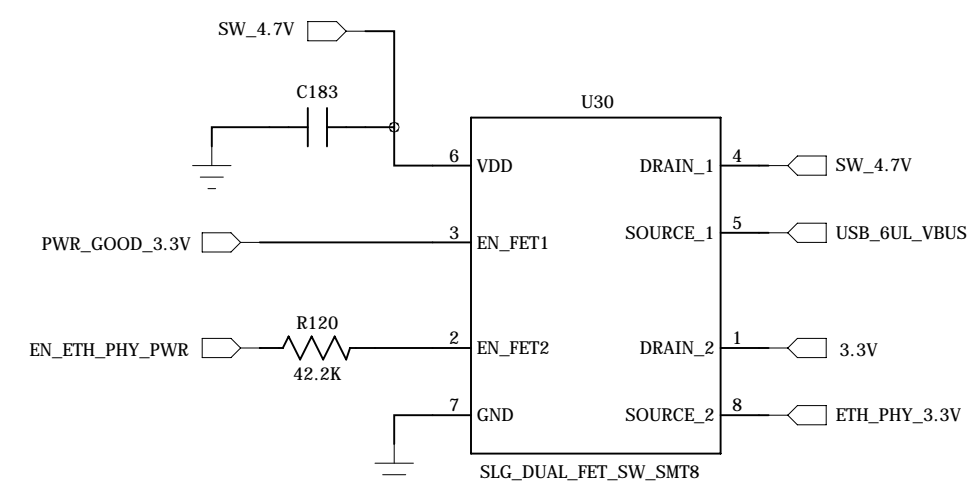 SW_4.7V
C183
U30
6
VDD
DRAIN_1
4
SW_4.7V
PWR_GOOD_3.3V
3
EN_FET1
SOURCE_1
5
USB_6UL_VBUS
R120
EN_ETH_PHY_PWR
42.2K
2
EN_FET2
DRAIN_2
1
3.3V
7
GND
SOURCE_2
8
ETH_PHY_3.3V
SLG_DUAL_FET_SW_SMT8